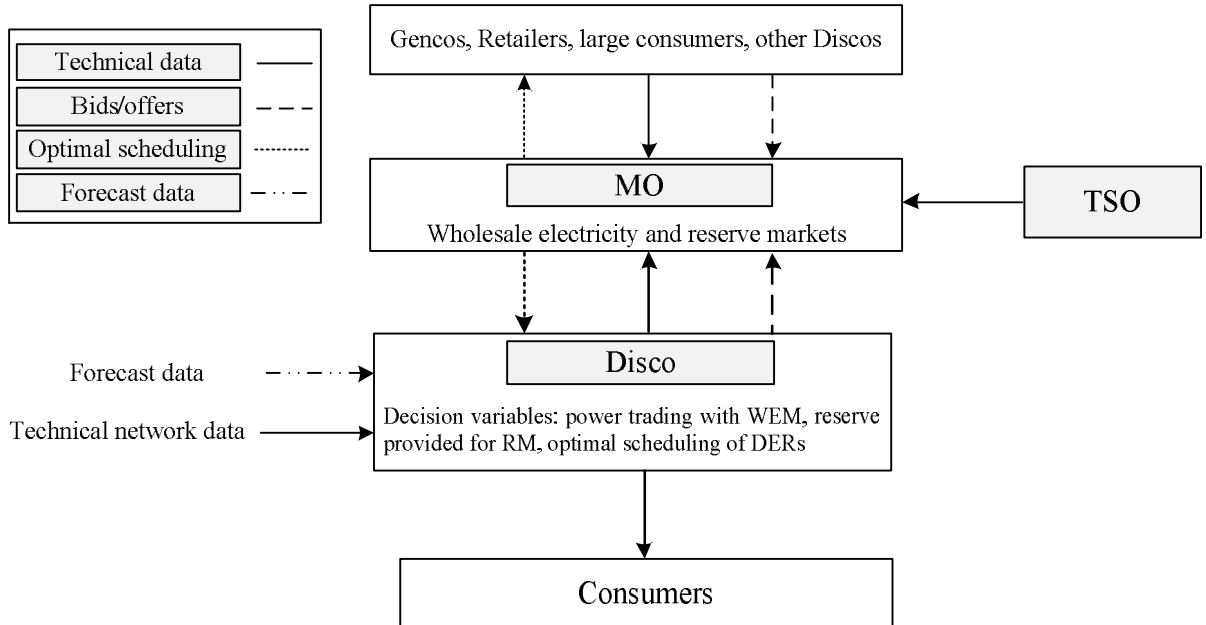 Technical data
Bids/offers
Optimal scheduling
Forecast data
Gencos, Retailers, large consumers, other Discos
MO
Wholesale electricity and reserve markets
TSO
Disco
Decision variables: power trading with WEM, reserve
provided for RM, optimal scheduling of DERs
Forecast data
Technical network data
Consumers